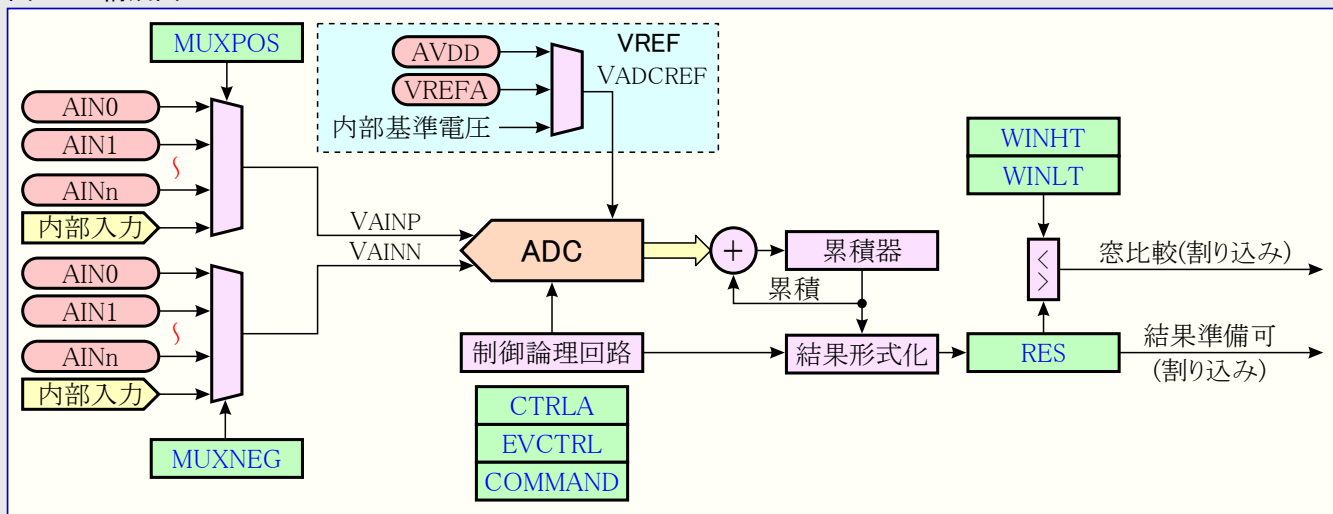 MUXPOS
AIN0
AIN1
AINn
内部入力
AIN0
AIN1
AINn
内部入力
MUXNEG
VAINP
VAINN
AVDD
VREFA
内部基準電圧
VREF
VADCREF
ADC
制御論理回路
CTRLA
EVCTRL
COMMAND
+
累積器
累積
結果形式化
WINHT
WINLT
< >
RES
窓比較(割り込み)
結果準備可
(割り込み)